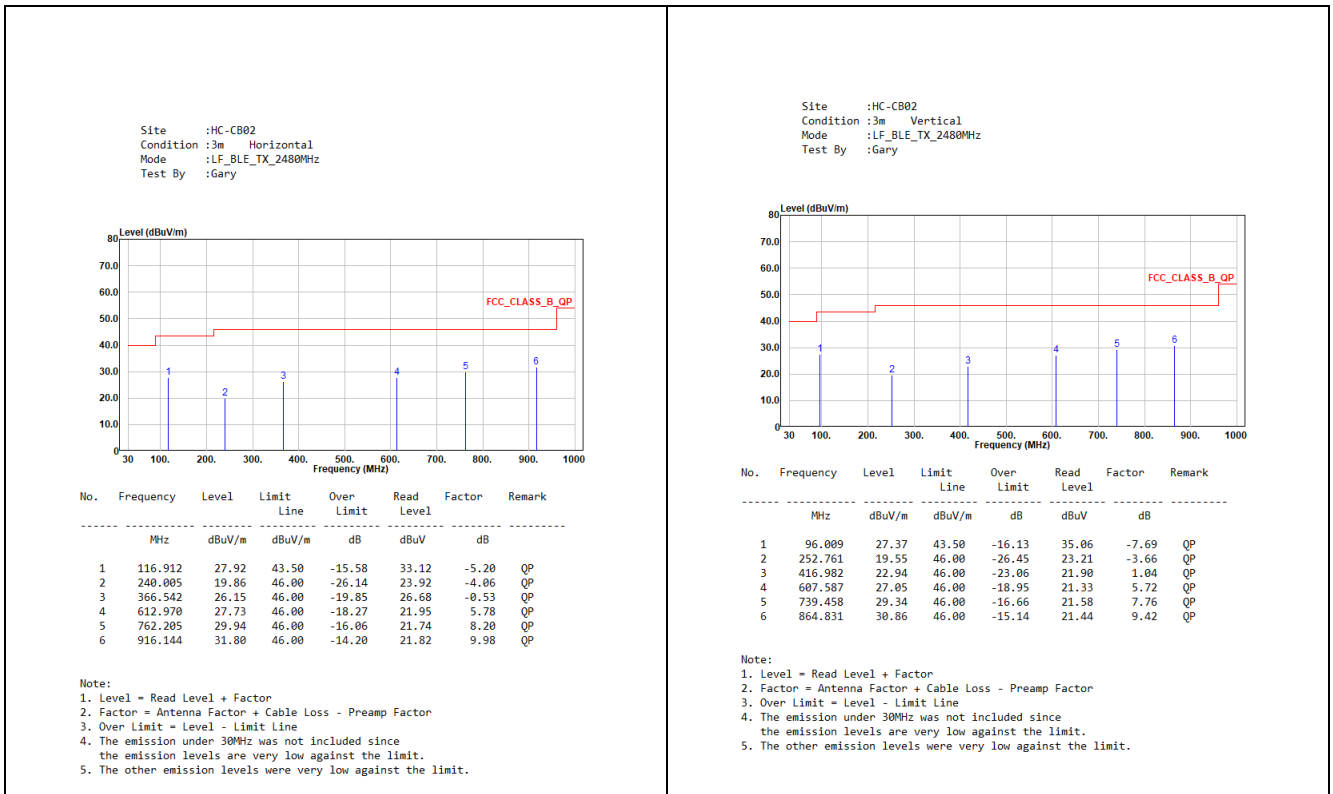 Site      :HC-CB02
Condition :3m    Horizontal
Mode      :LF_BLE_TX_2480MHz
Test By   :Gary
Level (dBuV/m)
80
70.0
60.0
FCC_CLASS_B_QP
50.0
40.0
30.0
20.0
10.0
0
1 2 3 4 5 6
30 100. 200. 300. 400. 500. 600. 700. 800. 900. 1000
Frequency (MHz)
No. Frequency Level Limit Over Read Factor Remark
Line Limit Level
------ ----------- -------- --------- --------- -------- -------- ---------
MHz dBuV/m dBuV/m dB dBuV dB
1 116.912 27.92 43.50 -15.58 33.12 -5.20 QP
2 240.005 19.86 46.00 -26.14 23.92 -4.06 QP
3 366.542 26.15 46.00 -19.85 26.68 -0.53 QP
4 612.970 27.73 46.00 -18.27 21.95 5.78 QP
5 762.205 29.94 46.00 -16.06 21.74 8.20 QP
6 916.144 31.80 46.00 -14.20 21.82 9.98 QP
Note:
1. Level = Read Level + Factor
2. Factor = Antenna Factor + Cable Loss - Preamp Factor
3. Over Limit = Level - Limit Line
4. The emission under 30MHz was not included since
the emission levels are very low against the limit.
5. The other emission levels were very low against the limit.
Site      :HC-CB02
Condition :3m    Vertical
Mode      :LF_BLE_TX_2480MHz
Test By   :Gary
Level (dBuV/m)
80
70.0
60.0
FCC_CLASS_B_QP
50.0
40.0
30.0
20.0
10.0
0
1 2 3 4 5 6
30 100. 200. 300. 400. 500. 600. 700. 800. 900. 1000
Frequency (MHz)
No. Frequency Level Limit Over Read Factor Remark
Line Limit Level
------ ----------- -------- --------- --------- -------- -------- ---------
MHz dBuV/m dBuV/m dB dBuV dB
1 96.009 27.37 43.50 -16.13 35.06 -7.69 QP
2 252.761 19.55 46.00 -26.45 23.21 -3.66 QP
3 416.982 22.94 46.00 -23.06 21.90 1.04 QP
4 607.587 27.05 46.00 -18.95 21.33 5.72 QP
5 739.458 29.34 46.00 -16.66 21.58 7.76 QP
6 864.831 30.86 46.00 -15.14 21.44 9.42 QP
Note:
1. Level = Read Level + Factor
2. Factor = Antenna Factor + Cable Loss - Preamp Factor
3. Over Limit = Level - Limit Line
4. The emission under 30MHz was not included since
the emission levels are very low against the limit.
5. The other emission levels were very low against the limit.